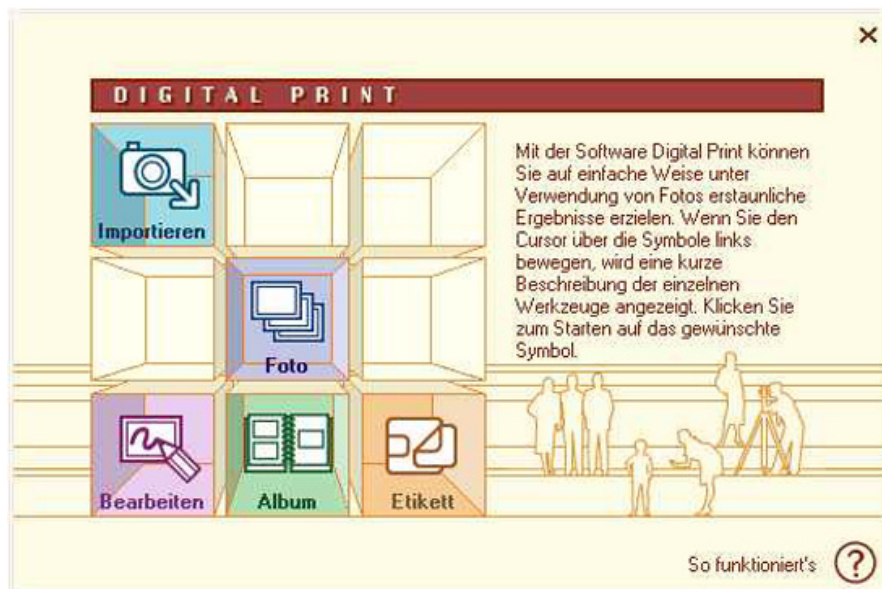 DIGITAL PRINT
Importieren
Mit der Software Digital Print können
Sie auf einfache Weise unter
Verwendung von Fotos erstaunliche
Ergebnisse erzielen. Wenn Sie den
Cursor über die Symbole links
bewegen, wird eine kurze
Beschreibung der einzelnen
Werkzeuge angezeigt. Klicken Sie
zum Starten auf das gewünschte
Symbol.
Foto
Bearbeiten
Album
Etikett
So funktioniert's
?